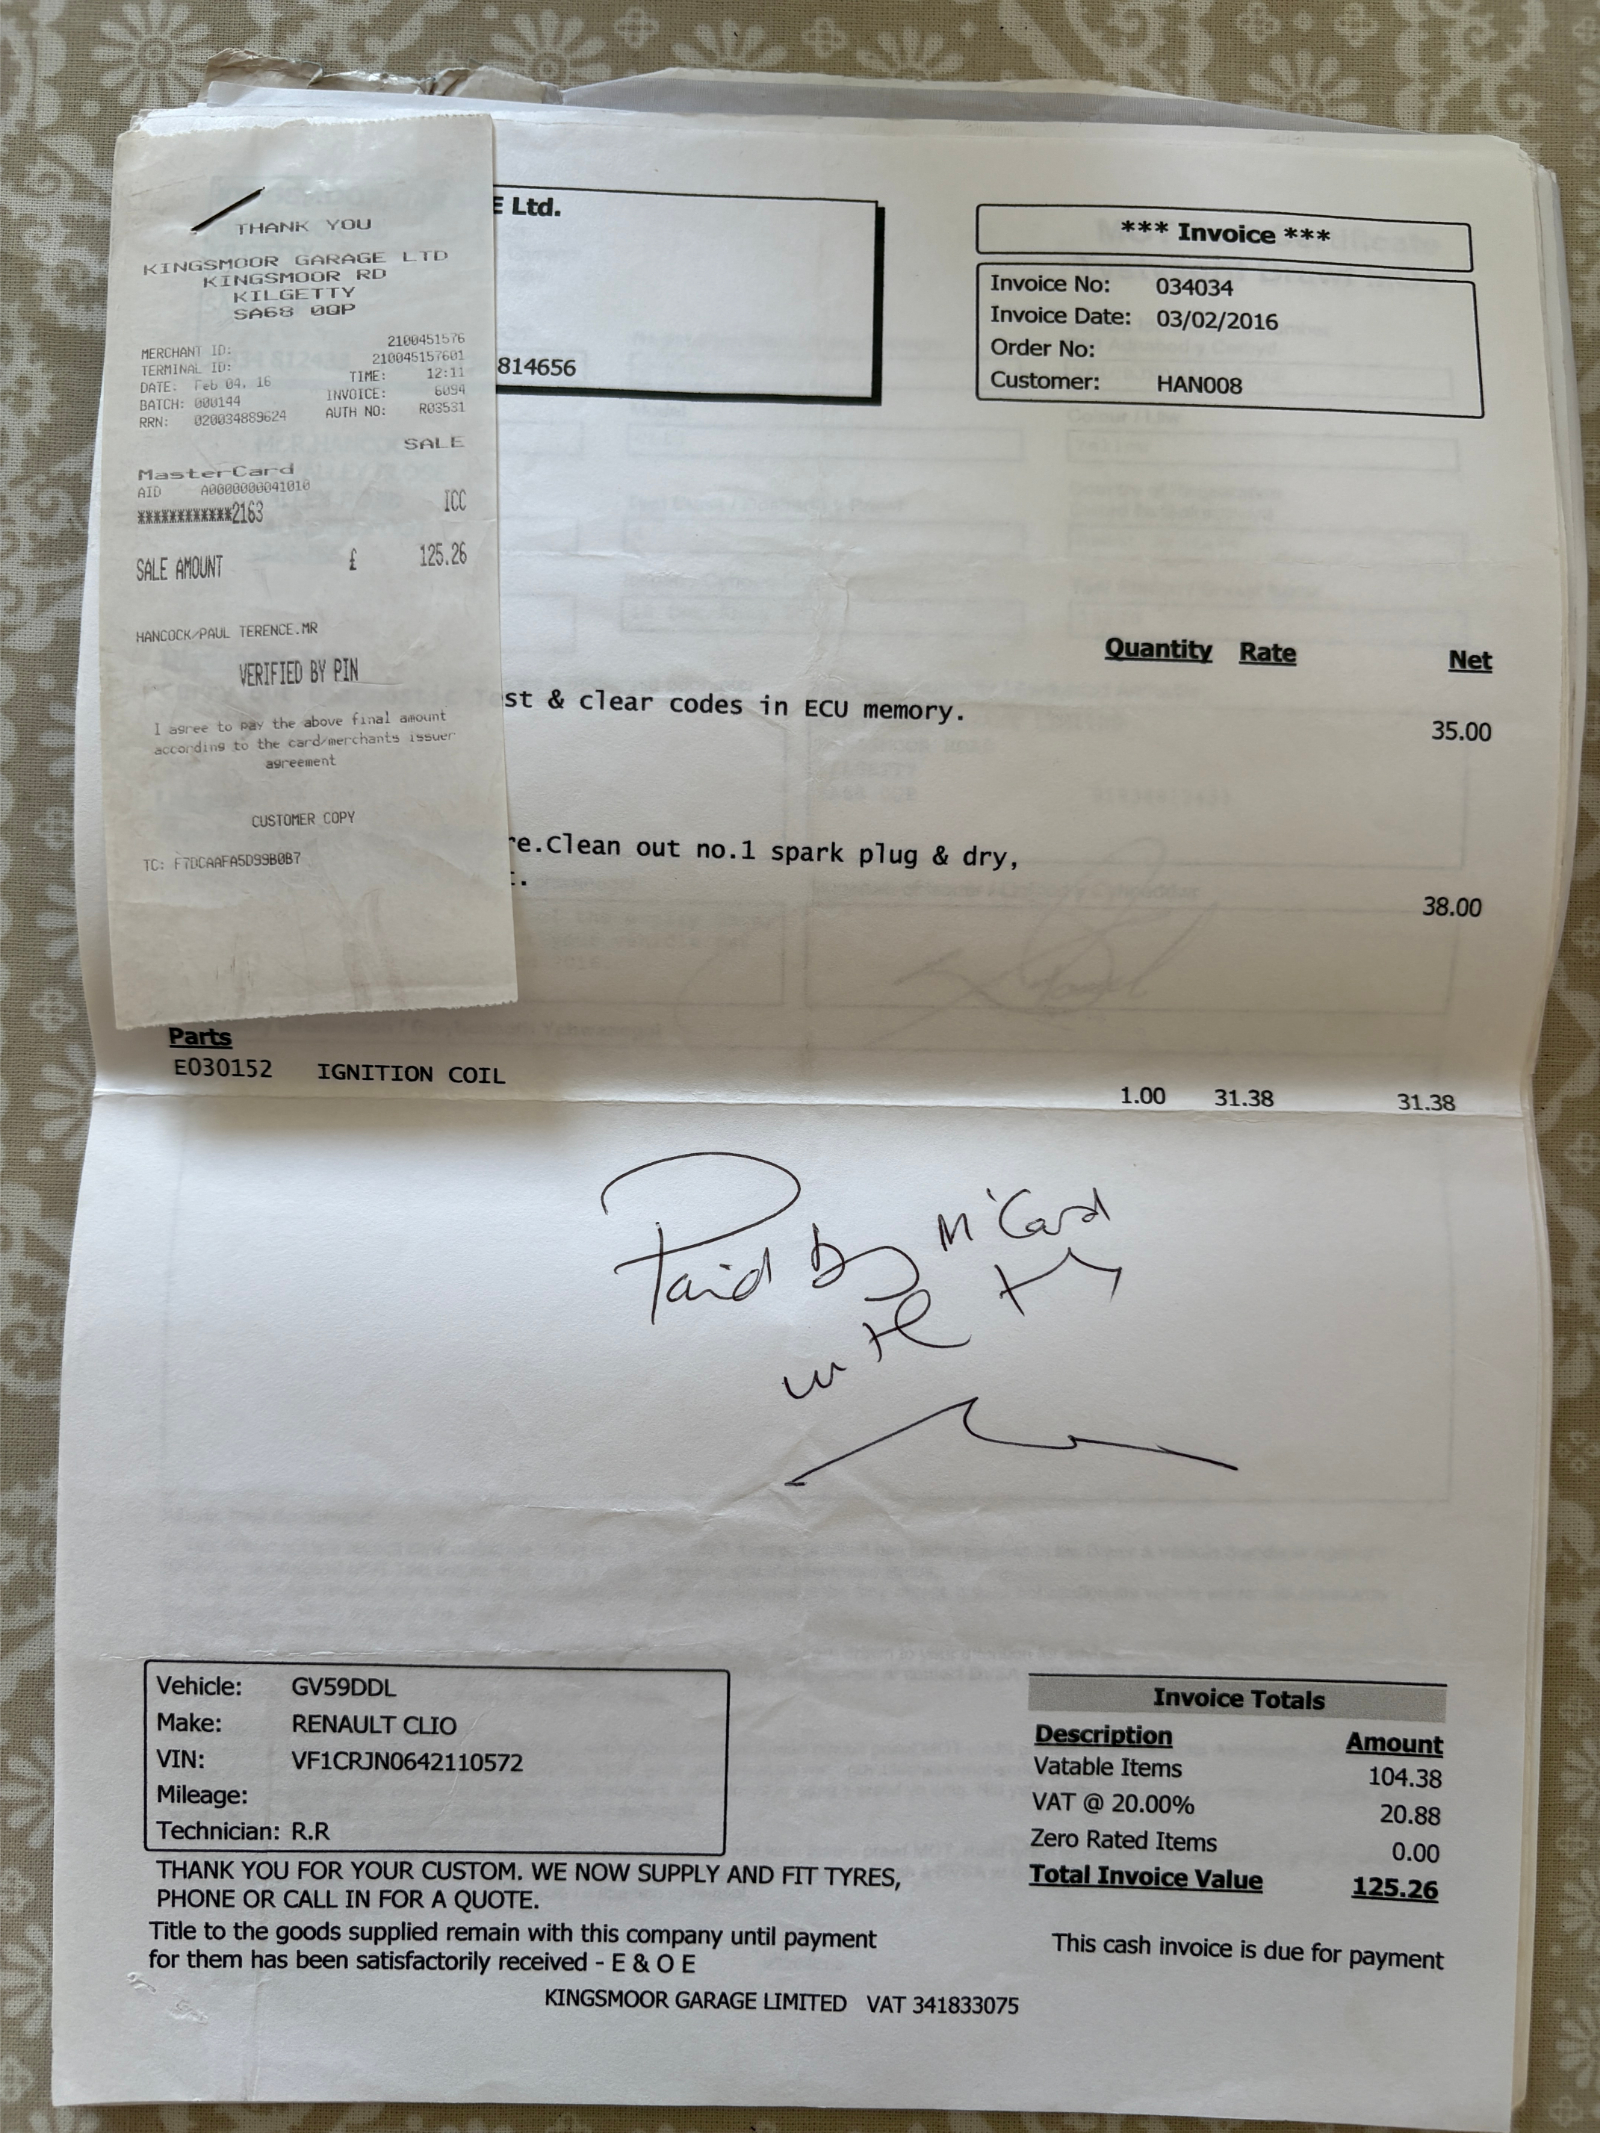 THANK YOU
KINGSMOOR GARAGE LTD
KINGSMOOR RD
KILGETTY
SA68 0QP
MERCHANT ID: 2100451576
TERMINAL ID: 210045157601
DATE: Feb 04, 16 TIME: 12:11
BATCH: 000144 INVOICE: 6094
RRN: 020034889624 AUTH NO: R03531
SALE
MasterCard
AID A0000000041010
************2163 ICC
SALE AMOUNT £ 125.26
HANCOCK/PAUL TERENCE.MR
VERIFIED BY PIN
I agree to pay the above final amount
according to the card/merchants issuer
agreement
CUSTOMER COPY
TC: F7DCAAFA5D99B0B7
E Ltd.
814656
*** Invoice ***
Invoice No: 034034
Invoice Date: 03/02/2016
Order No:
Customer: HAN008
Quantity Rate Net
st & clear codes in ECU memory.
35.00
re.Clean out no.1 spark plug & dry,
38.00
Parts
E030152 IGNITION COIL 1.00 31.38 31.38
Paid by M'Card
Vehicle: GV59DDL
Make: RENAULT CLIO
VIN: VF1CRJN0642110572
Mileage:
Technician: R.R
Invoice Totals
Description Amount
Vatable Items 104.38
VAT @ 20.00% 20.88
Zero Rated Items 0.00
Total Invoice Value 125.26
THANK YOU FOR YOUR CUSTOM. WE NOW SUPPLY AND FIT TYRES,
PHONE OR CALL IN FOR A QUOTE.
Title to the goods supplied remain with this company until payment
for them has been satisfactorily received - E & O E
This cash invoice is due for payment
KINGSMOOR GARAGE LIMITED VAT 341833075